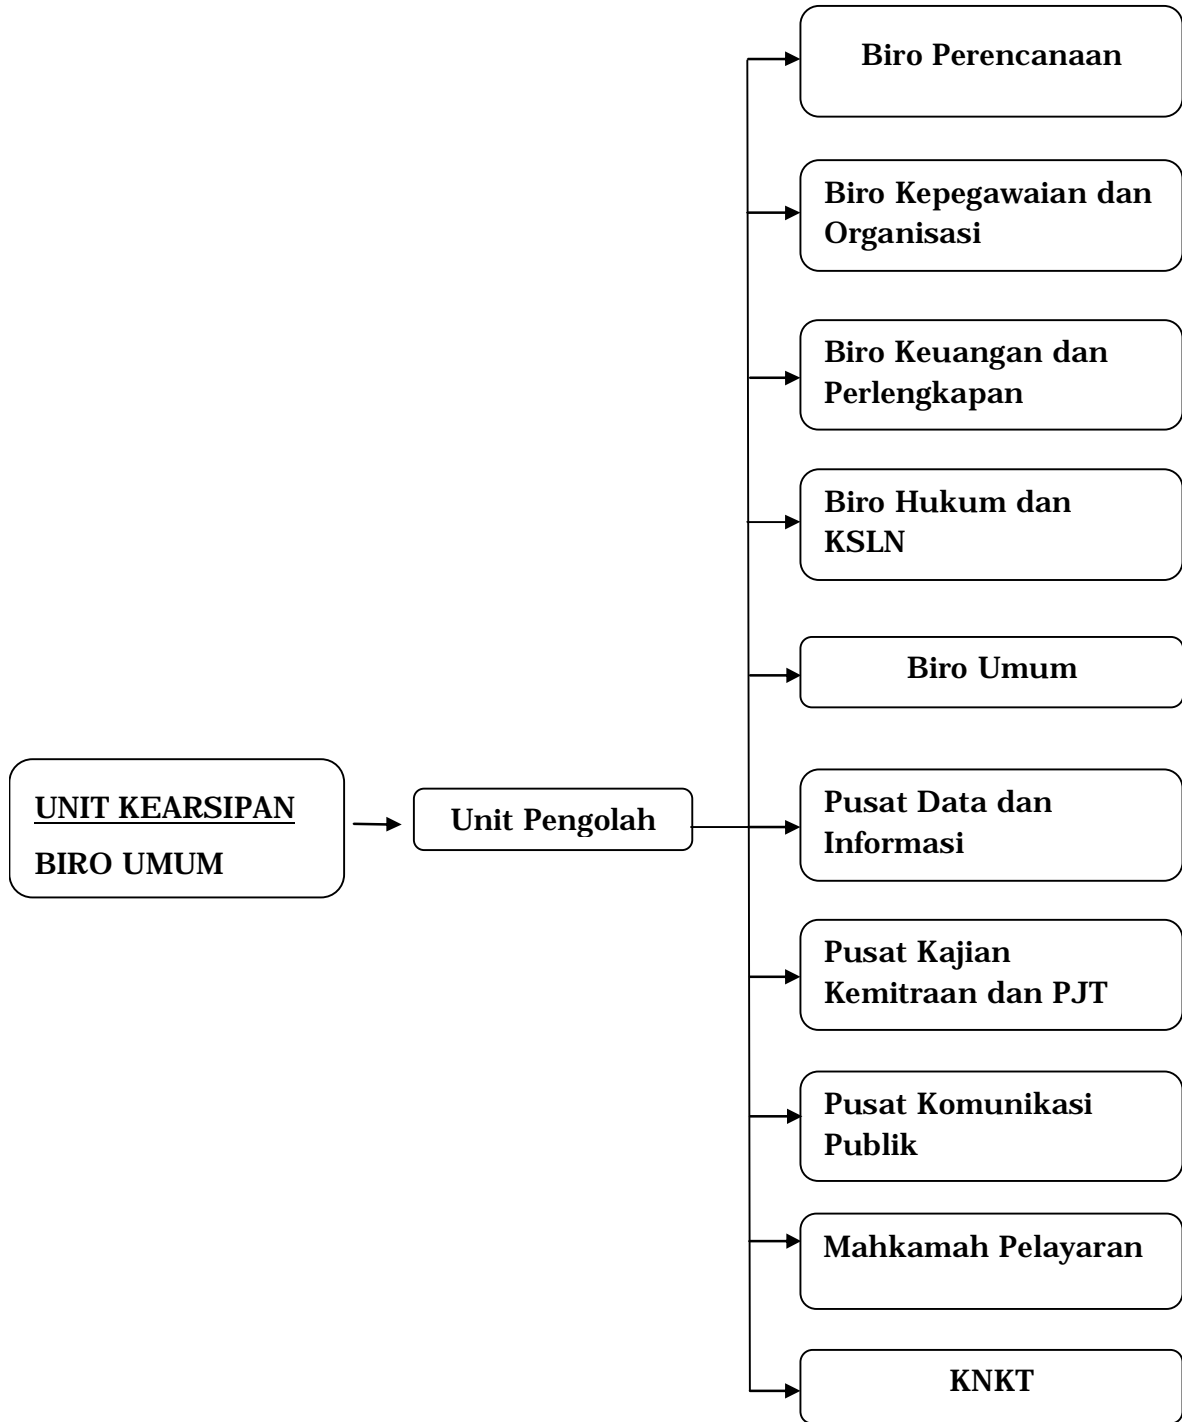 Biro Perencanaan
Biro Kepegawaian dan
Organisasi
Biro Keuangan dan
Perlengkapan
Biro Hukum dan
KSLN
Biro Umum
UNIT KEARSIPAN
BIRO UMUM
Unit Pengolah
Pusat Data dan
Informasi
Pusat Kajian
Kemitraan dan PJT
Pusat Komunikasi
Publik
Mahkamah Pelayaran
KNKT